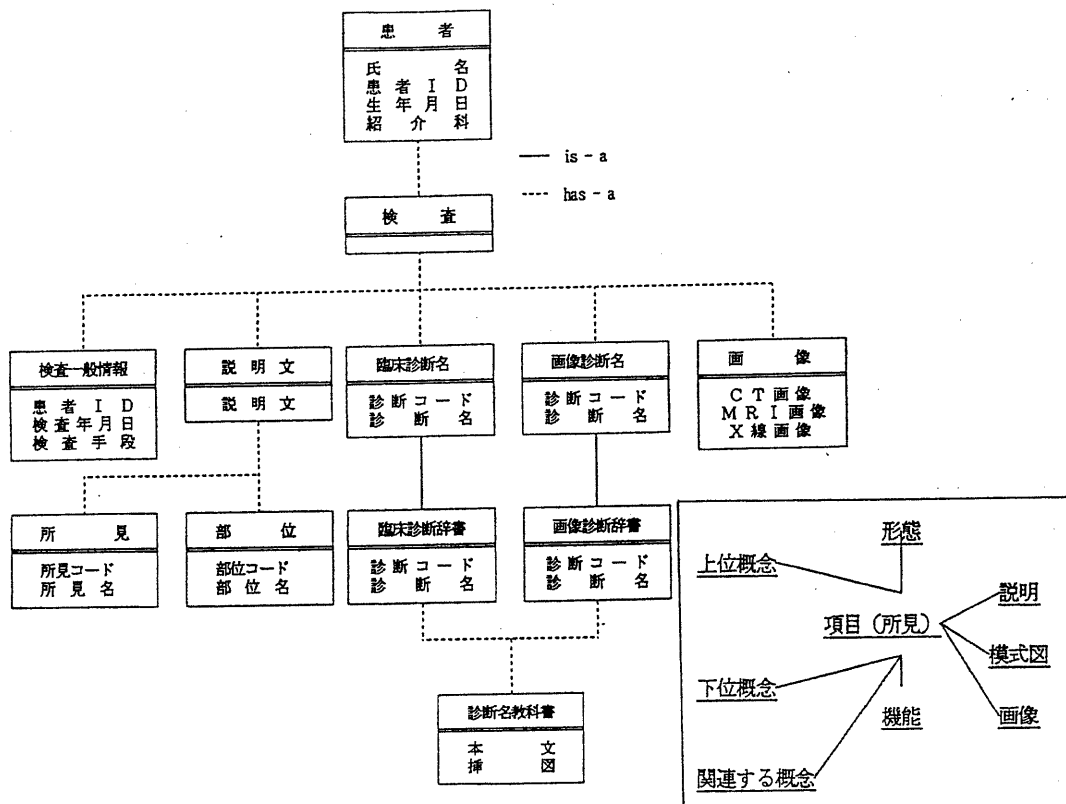 患者
氏名
患者ID
生年月日
紹介科
is-a
has-a
検査
検査一般情報
患者ID
検査年月日
検査手段
説明文
説明文
臨床診断名
診断コード
診断名
画像診断名
診断コード
診断名
画像
CT画像
MRI画像
X線画像
所見
所見コード
所見名
部位
部位コード
部位名
臨床診断辞書
診断コード
診断名
画像診断辞書
診断コード
診断名
診断名教科書
本文
挿図
形態
上位概念
説明
項目(所見)
模式図
下位概念
機能
画像
関連する概念